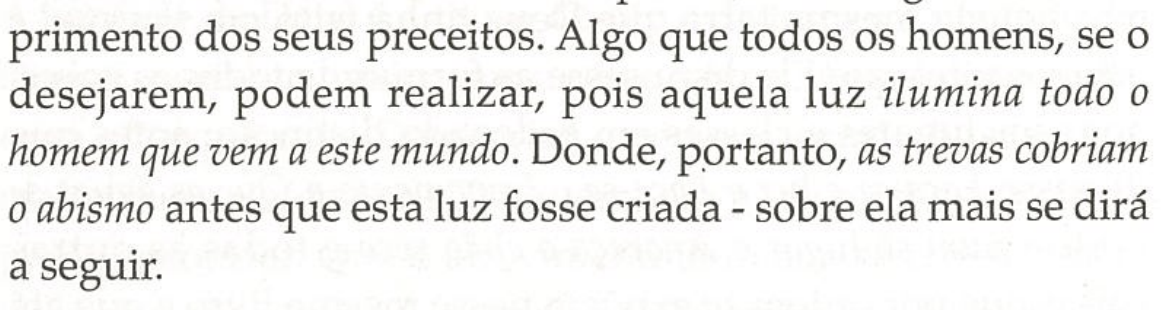 primento dos seus preceitos. Algo que todos os homens, se o
desejarem, podem realizar, pois aquela luz ilumina todo o
homem que vem a este mundo. Donde, portanto, as trevas cobriam
o abismo antes que esta luz fosse criada - sobre ela mais se dirá
a seguir.